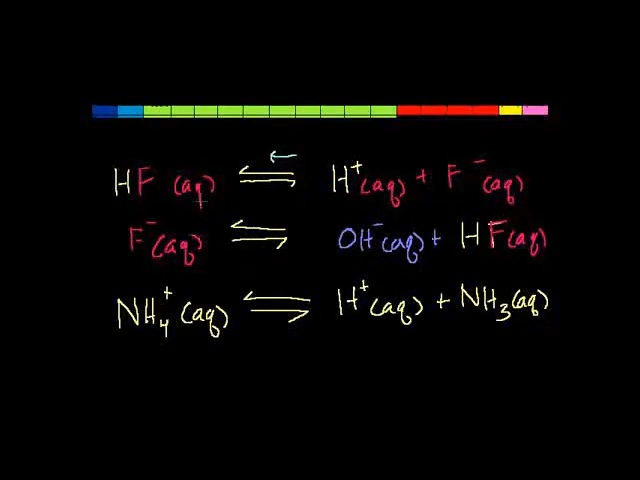 HF (aq) ⇌ H⁺(aq) + F⁻(aq)
F⁻(aq) ⇌ OH⁻(aq) + HF(aq)
NH₄⁺(aq) ⇌ H⁺(aq) + NH₃(aq)